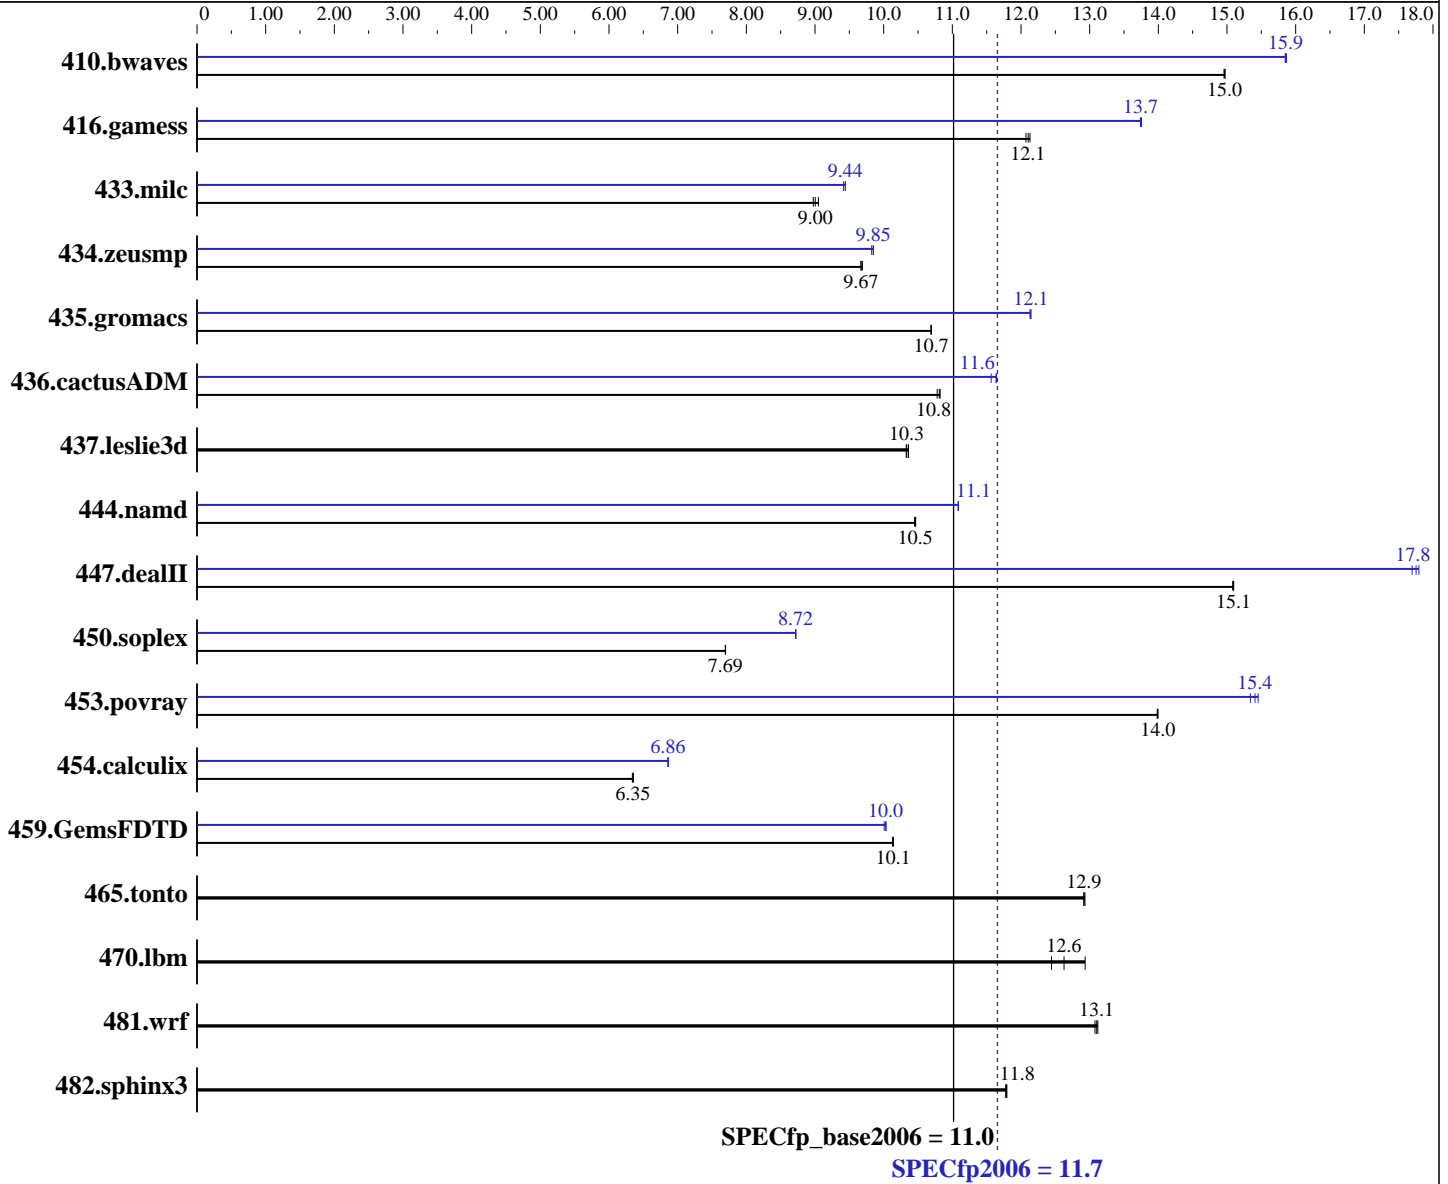 0 1.00 2.00 3.00 4.00 5.00 6.00 7.00 8.00 9.00 10.0 11.0 12.0 13.0 14.0 15.0 16.0 17.0 18.0
15.9
410.bwaves
15.0
13.7
416.gamess
12.1
9.44
433.milc
9.00
9.85
434.zeusmp
9.67
12.1
435.gromacs
10.7
11.6
436.cactusADM
10.8
10.3
437.leslie3d
11.1
444.namd
10.5
17.8
447.dealII
15.1
8.72
450.soplex
7.69
15.4
453.povray
14.0
6.86
454.calculix
6.35
10.0
459.GemsFDTD
10.1
12.9
465.tonto
12.6
470.lbm
13.1
481.wrf
11.8
482.sphinx3
SPECfp_base2006 = 11.0
SPECfp2006 = 11.7